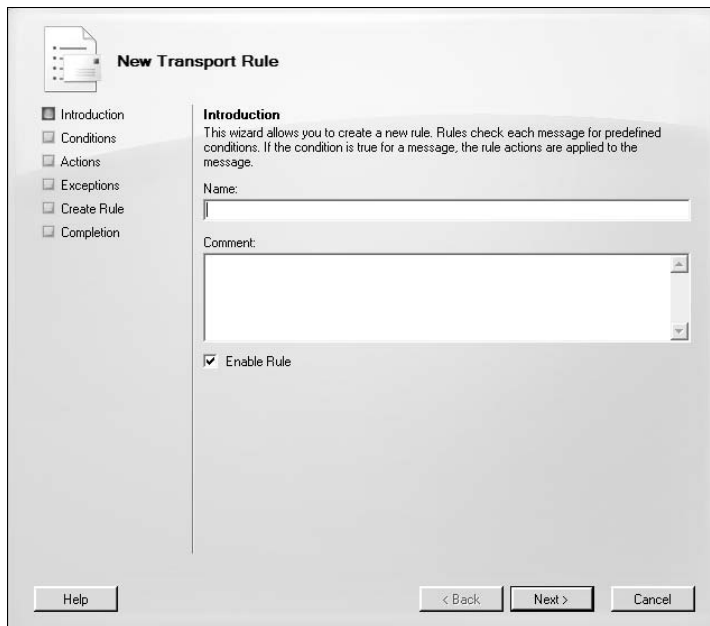 New Transport Rule
Introduction
Conditions
Actions
Exceptions
Create Rule
Completion
Introduction
This wizard allows you to create a new rule. Rules check each message for predefined
conditions. If the condition is true for a message, the rule actions are applied to the
message.
Name:
Comment:
Enable Rule
Help
< Back
Next >
Cancel